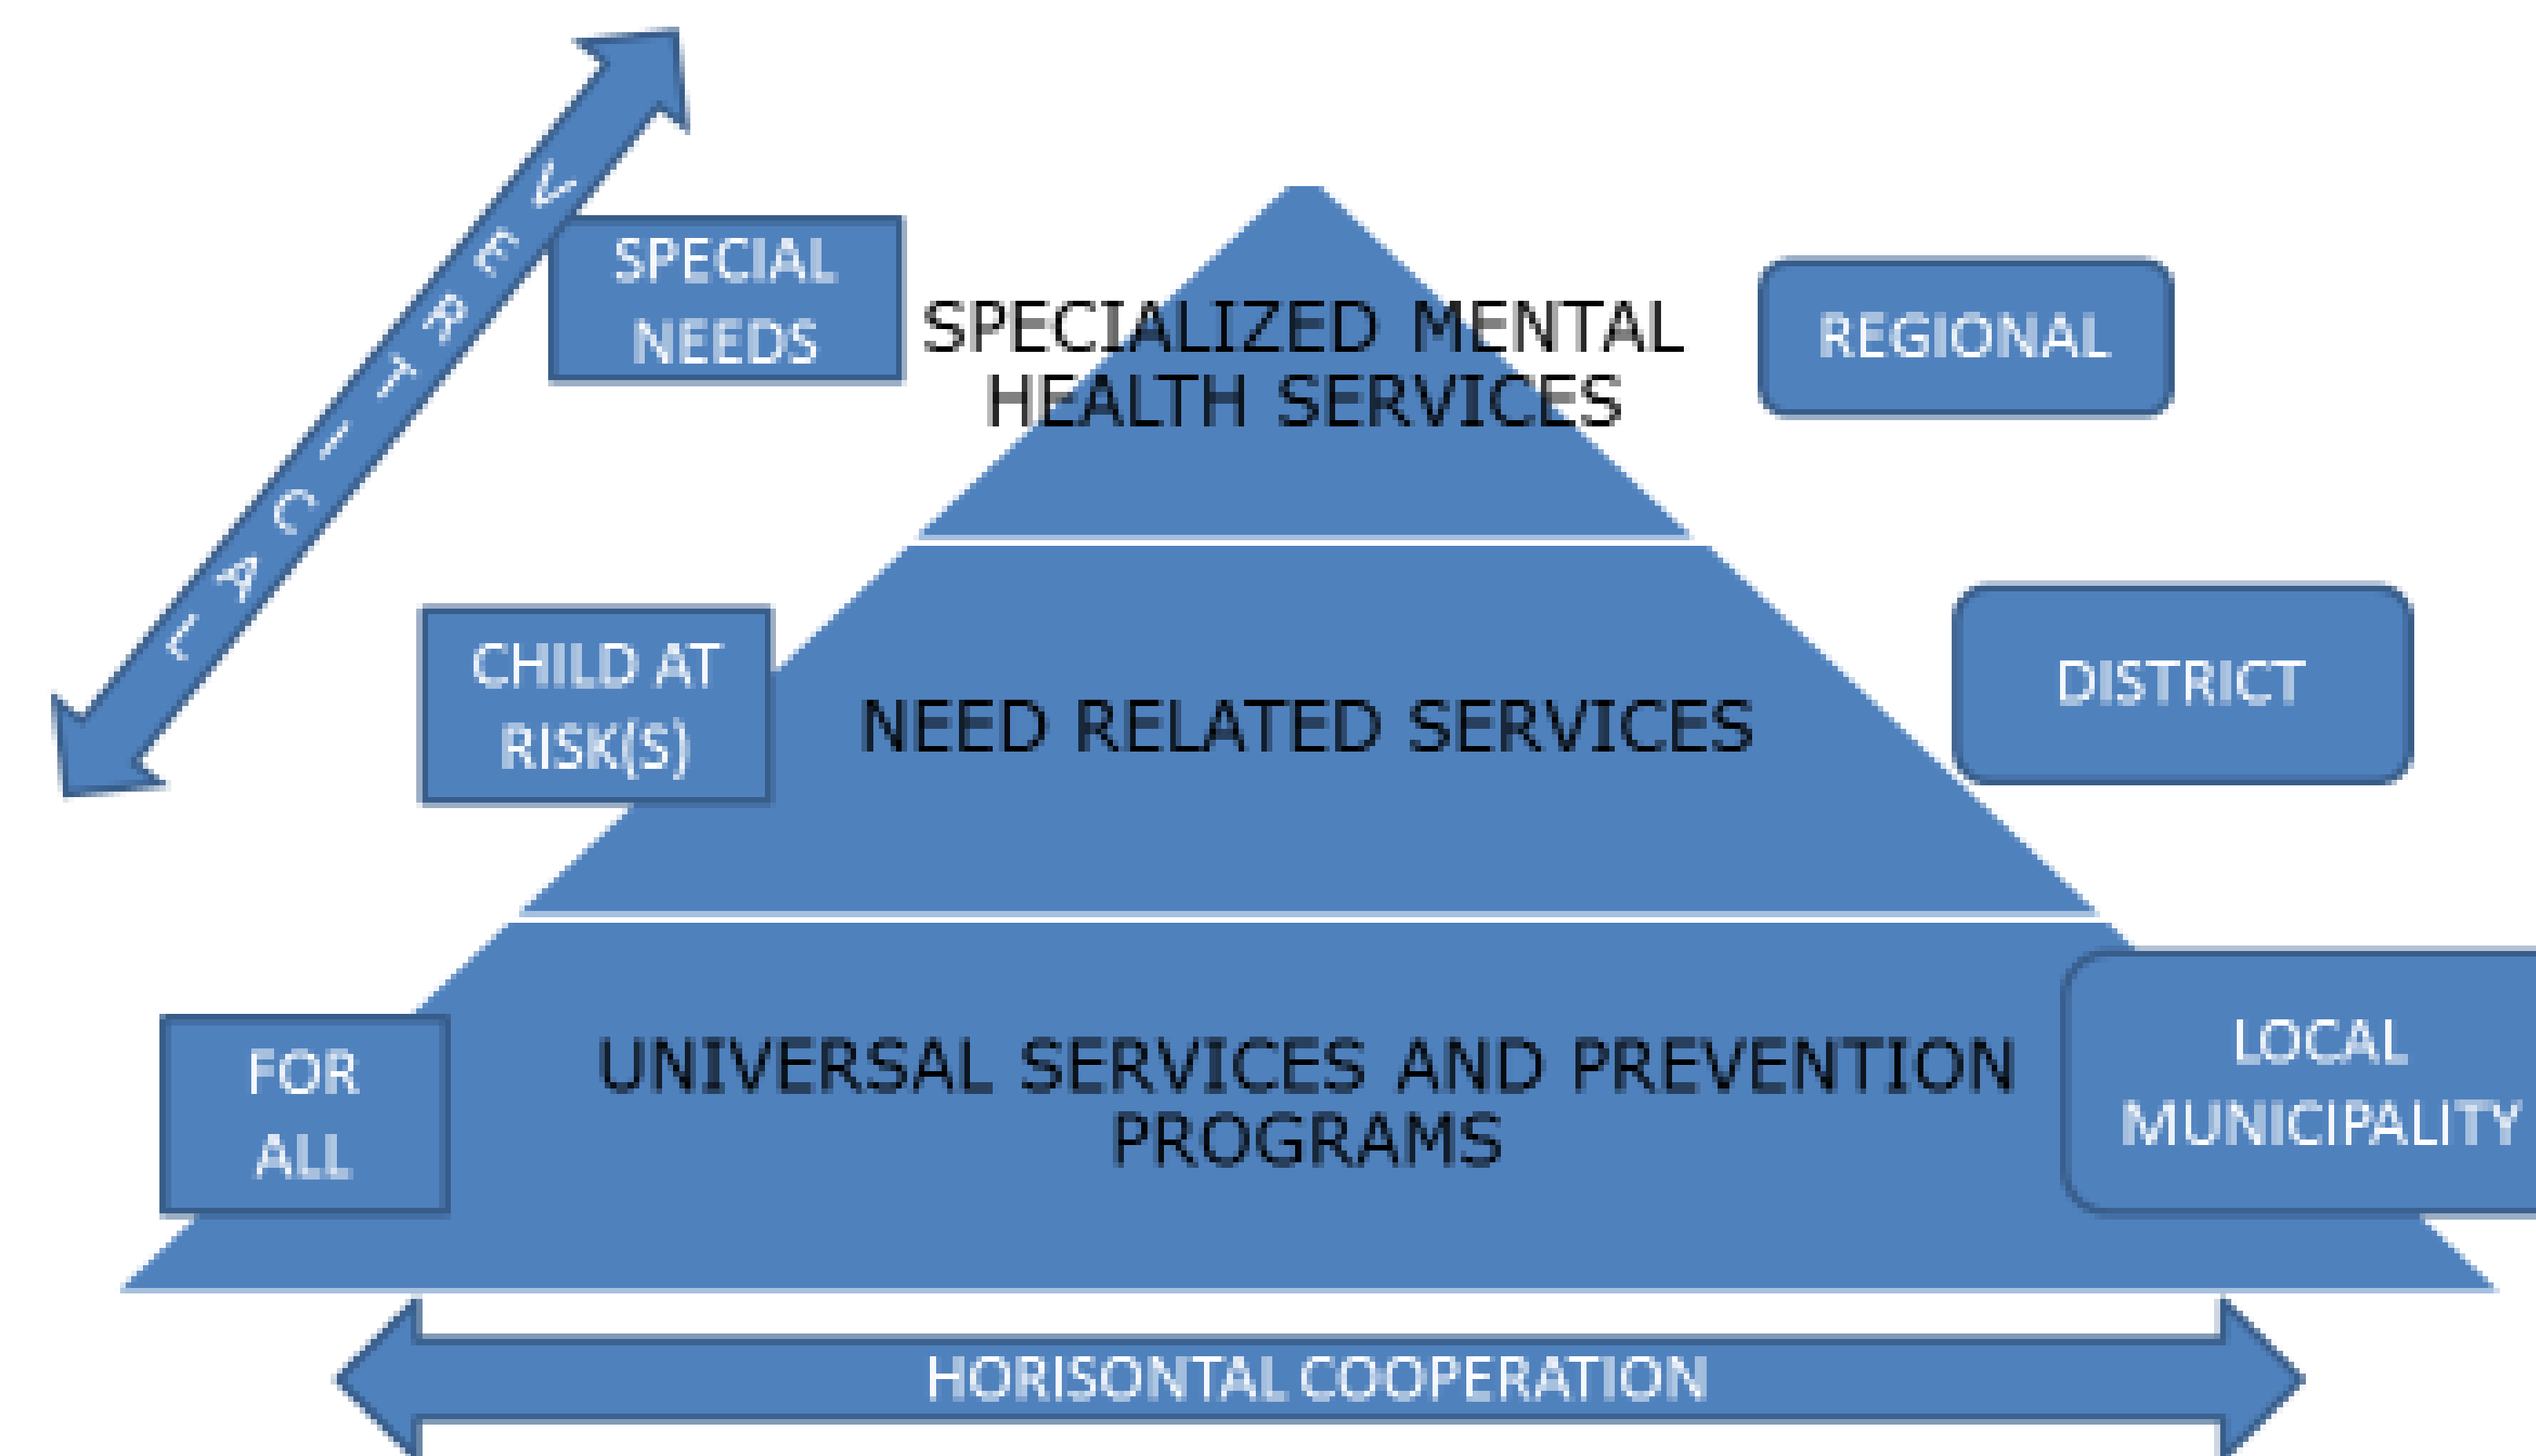 VERTICAL
SPECIAL
NEEDS
SPECIALIZED MENTAL
HEALTH SERVICES
REGIONAL
CHILD AT
RISK(S)
NEED RELATED SERVICES
DISTRICT
FOR
ALL
UNIVERSAL SERVICES AND PREVENTION
PROGRAMS
LOCAL
MUNICIPALITY
HORISONTAL COOPERATION